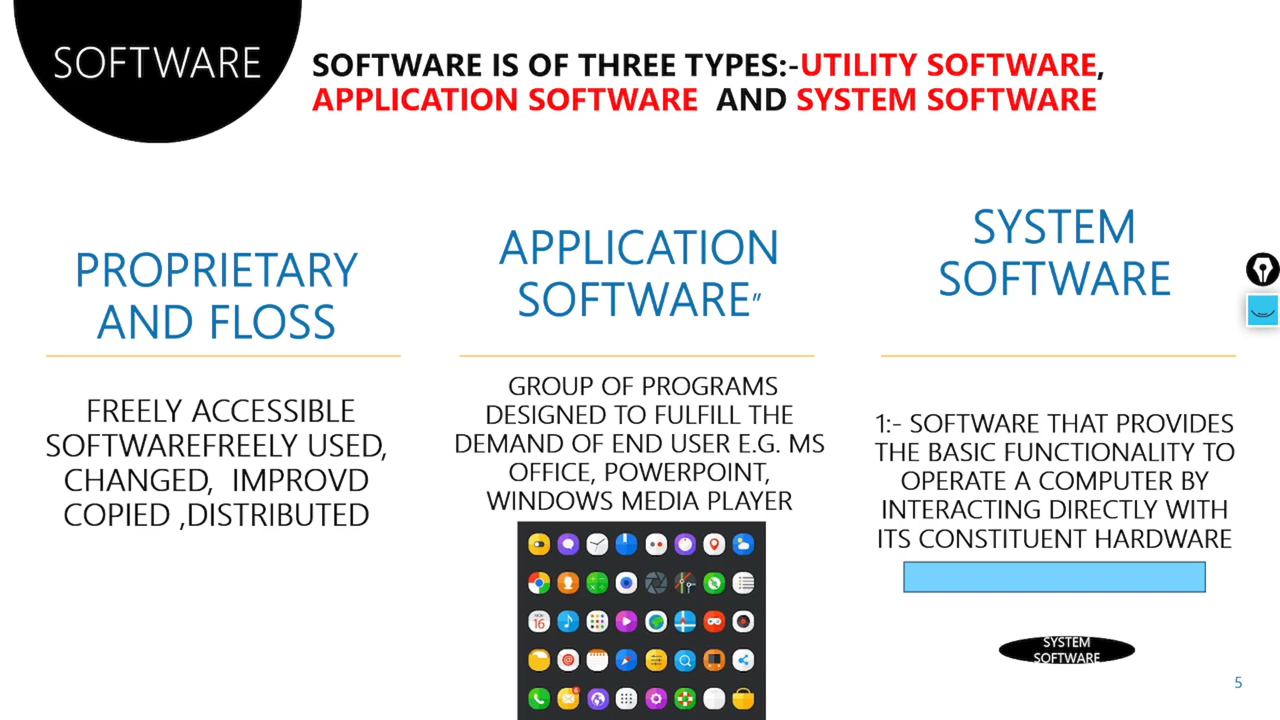 SOFTWARE
SOFTWARE IS OF THREE TYPES:-UTILITY SOFTWARE,
APPLICATION SOFTWARE AND SYSTEM SOFTWARE
PROPRIETARY
AND FLOSS
FREELY ACCESSIBLE
SOFTWAREFREELY USED,
CHANGED, IMPROVD
COPIED ,DISTRIBUTED
APPLICATION
SOFTWARE”
GROUP OF PROGRAMS
DESIGNED TO FULFILL THE
DEMAND OF END USER E.G. MS
OFFICE, POWERPOINT,
WINDOWS MEDIA PLAYER
16
SYSTEM
SOFTWARE
1:- SOFTWARE THAT PROVIDES
THE BASIC FUNCTIONALITY TO
OPERATE A COMPUTER BY
INTERACTING DIRECTLY WITH
ITS CONSTITUENT HARDWARE
SYSTEM
SOFTWARE
5